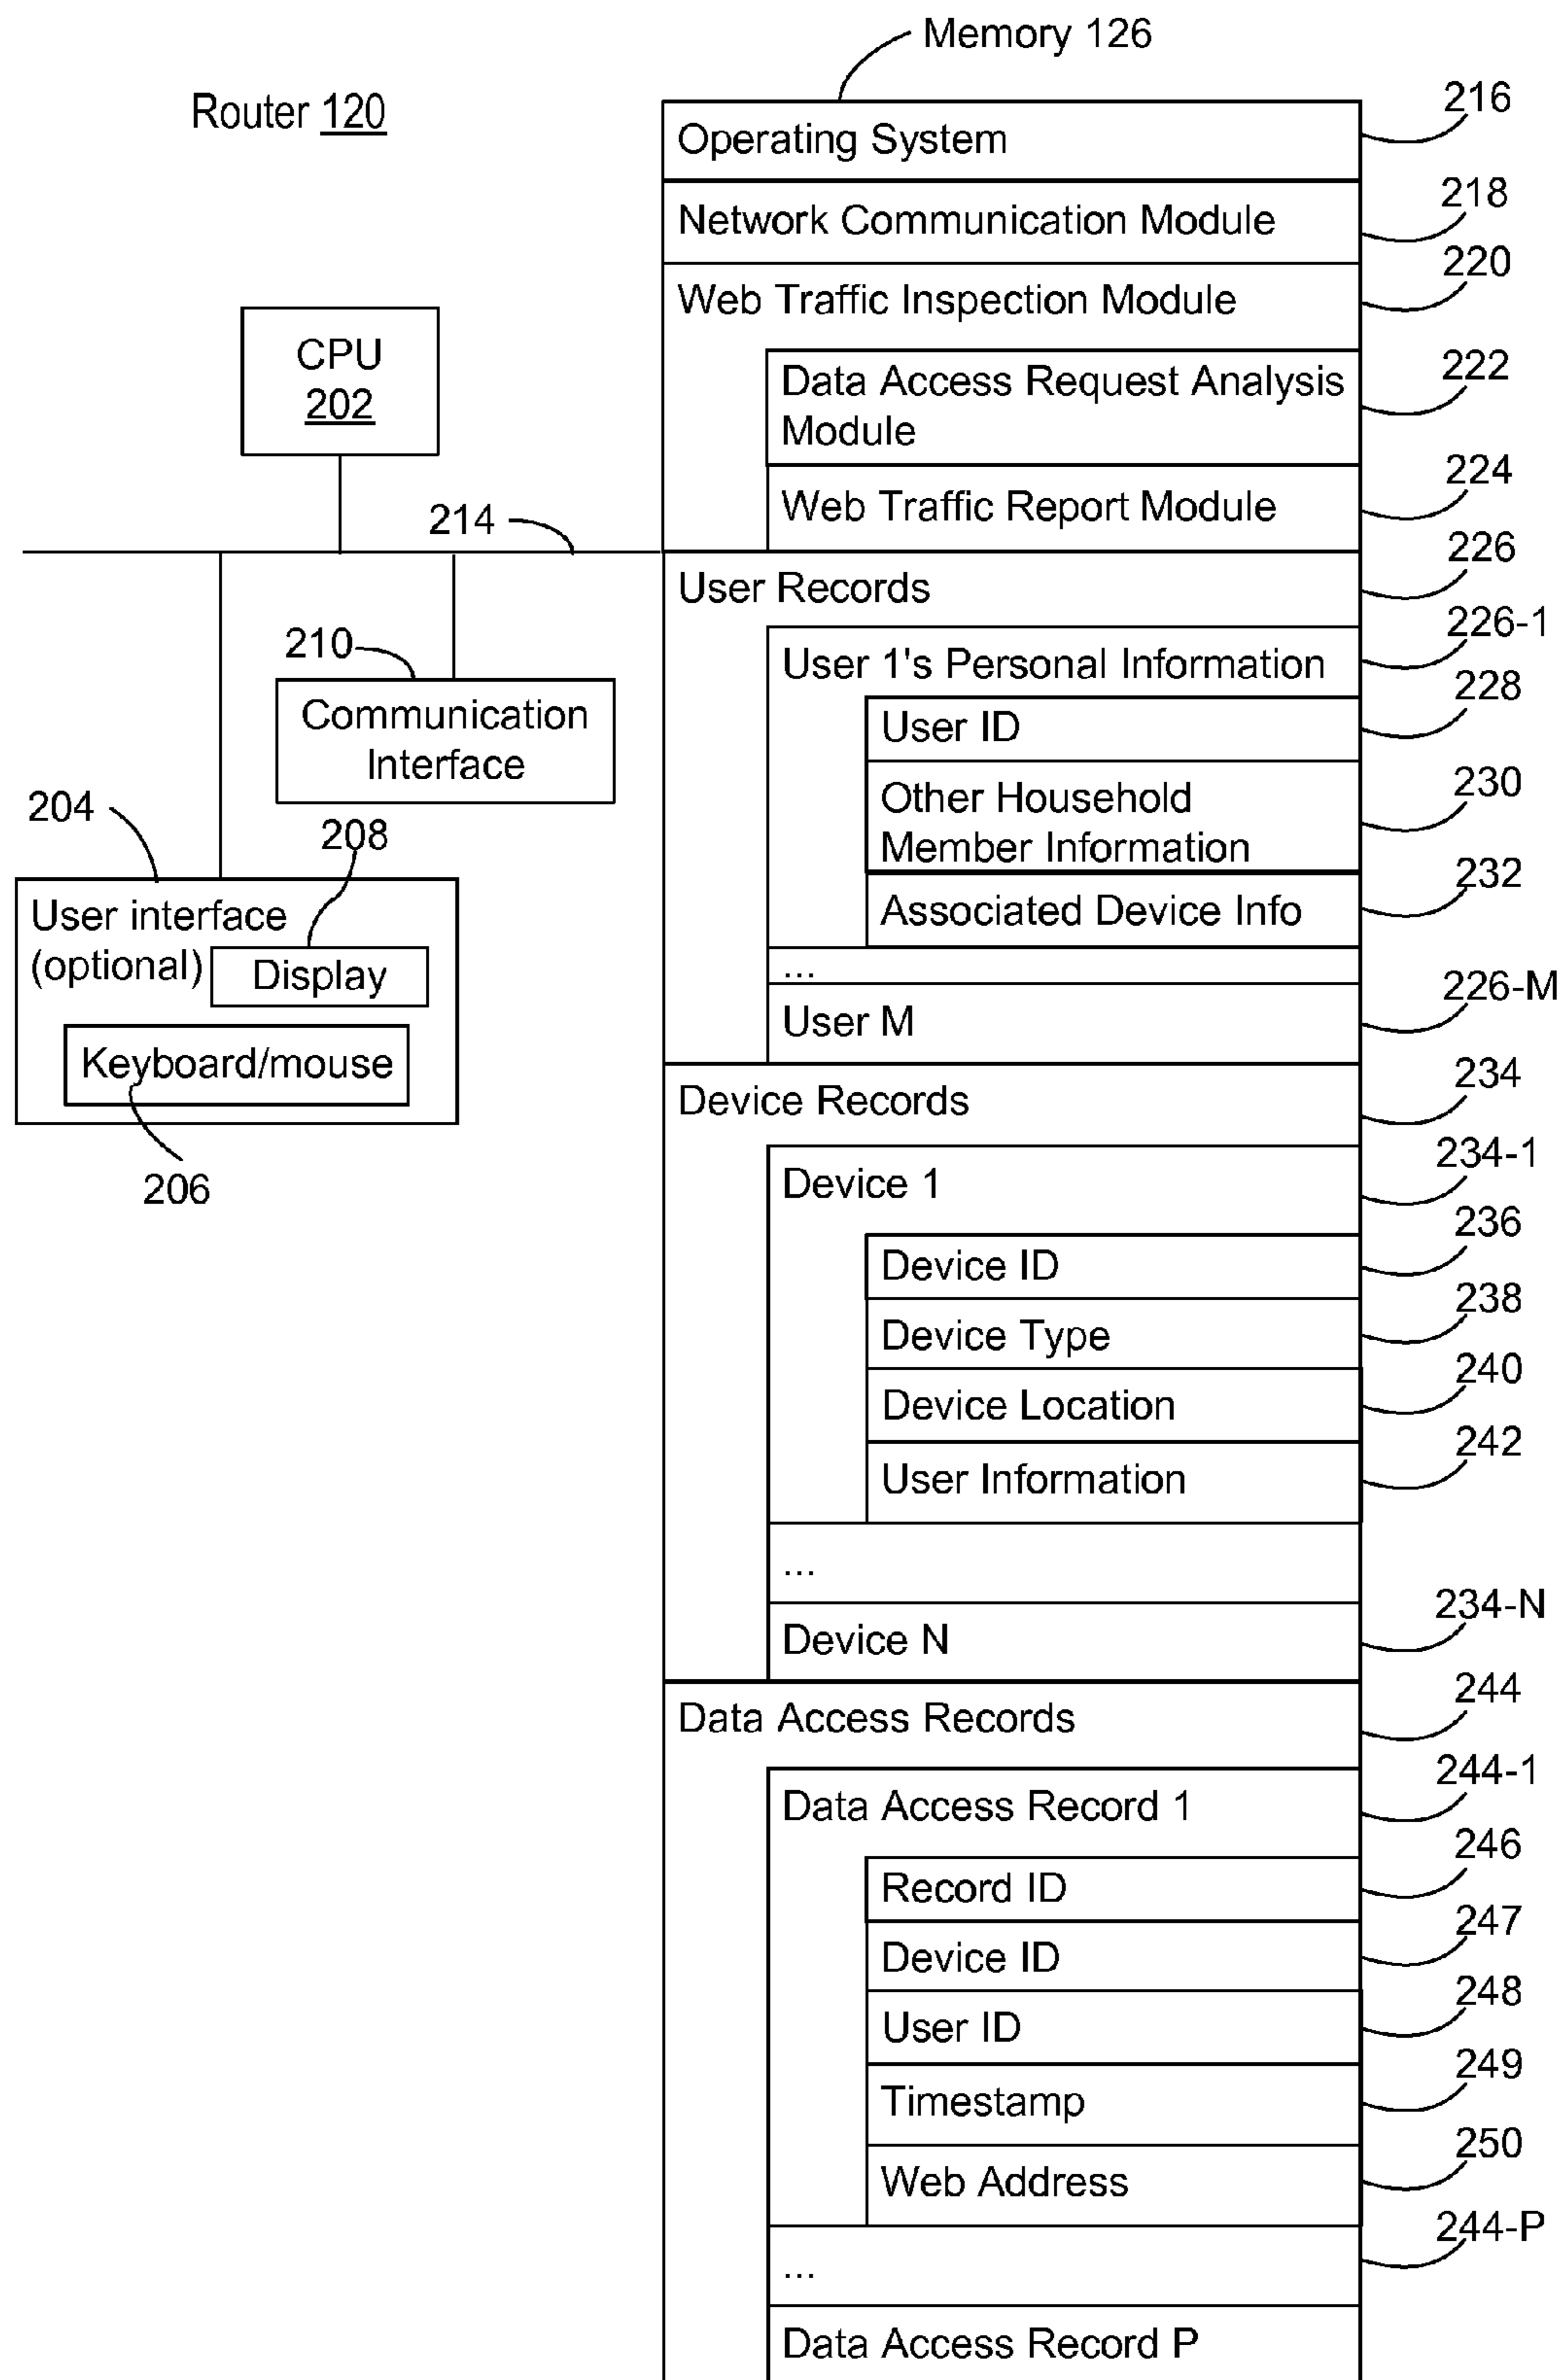 Memory 126
Router 120
Operating System
216
Network Communication Module
218
Web Traffic Inspection Module
220
Data Access Request Analysis
Module
222
Web Traffic Report Module
224
CPU
202
214
210
Communication
Interface
204
208
User interface
(optional)
Display
Keyboard/mouse
206
User Records
226
User 1's Personal Information
226-1
User ID
228
Other Household
Member Information
230
Associated Device Info
232
...
User M
226-M
Device Records
234
Device 1
234-1
Device ID
236
Device Type
238
Device Location
240
User Information
242
...
Device N
234-N
Data Access Records
244
Data Access Record 1
244-1
Record ID
246
Device ID
247
User ID
248
Timestamp
249
Web Address
250
...
244-P
Data Access Record P